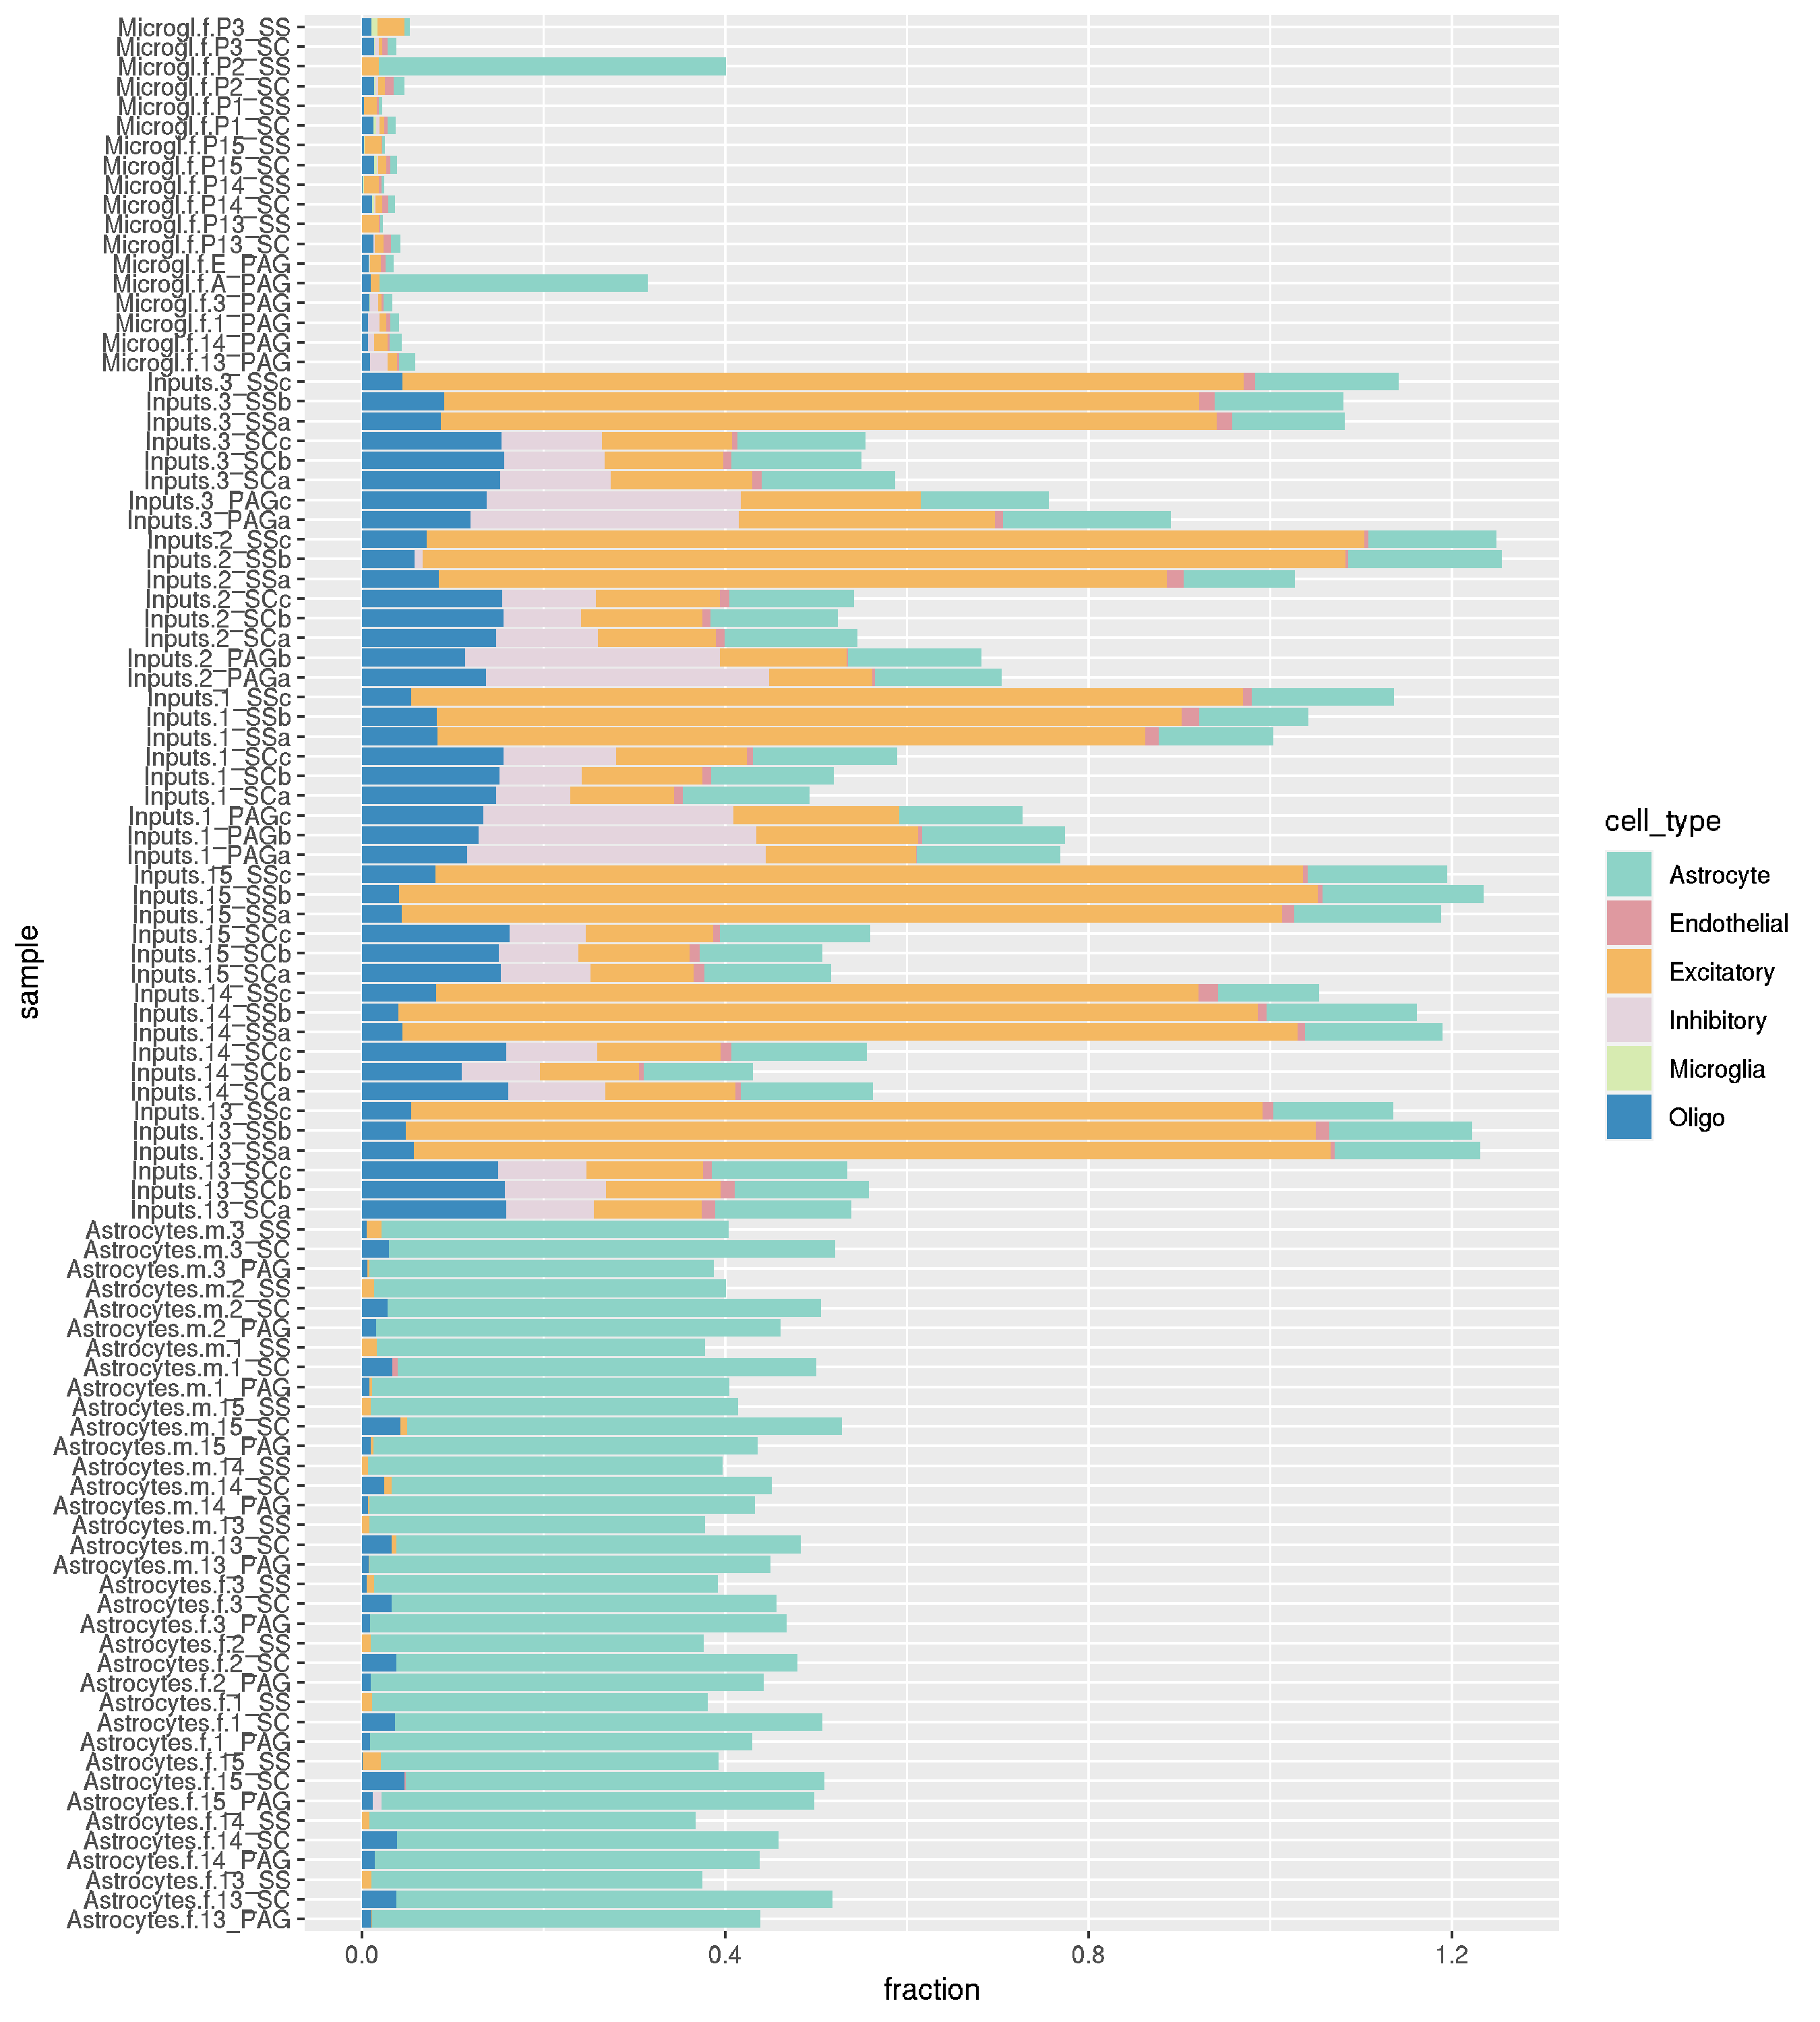 Microgl.f.P3_SS
Microgl.f.P3_SC
Microgl.f.P2_SS
Microgl.f.P2_SC
Microgl.f.P1_SS
Microgl.f.P1_SC
Microgl.f.P15_SS
Microgl.f.P15_SC
Microgl.f.P14_SS
Microgl.f.P14_SC
Microgl.f.P13_SS
Microgl.f.P13_SC
Microgl.f.E_PAG
Microgl.f.A_PAG
Microgl.f.3_PAG
Microgl.f.1_PAG
Microgl.f.14_PAG
Microgl.f.13_PAG
Inputs.3_SSc
Inputs.3_SSb
Inputs.3_SSa
Inputs.3_SCc
Inputs.3_SCb
Inputs.3_SCa
Inputs.3_PAGc
Inputs.3_PAGa
Inputs.2_SSc
Inputs.2_SSb
Inputs.2_SSa
Inputs.2_SCc
Inputs.2_SCb
Inputs.2_SCa
Inputs.2_PAGb
Inputs.2_PAGa
Inputs.1_SSc
Inputs.1_SSb
Inputs.1_SSa
Inputs.1_SCc
Inputs.1_SCb
Inputs.1_SCa
Inputs.1_PAGc
Inputs.1_PAGb
Inputs.1_PAGa
Inputs.15_SSc
Inputs.15_SSb
Inputs.15_SSa
Inputs.15_SCc
Inputs.15_SCb
Inputs.15_SCa
Inputs.14_SSc
Inputs.14_SSb
Inputs.14_SSa
Inputs.14_SCc
Inputs.14_SCb
Inputs.14_SCa
Inputs.13_SSc
Inputs.13_SSb
Inputs.13_SSa
Inputs.13_SCc
Inputs.13_SCb
Inputs.13_SCa
Astrocytes.m.3_SS
Astrocytes.m.3_SC
Astrocytes.m.3_PAG
Astrocytes.m.2_SS
Astrocytes.m.2_SC
Astrocytes.m.2_PAG
Astrocytes.m.1_SS
Astrocytes.m.1_SC
Astrocytes.m.1_PAG
Astrocytes.m.15_SS
Astrocytes.m.15_SC
Astrocytes.m.15_PAG
Astrocytes.m.14_SS
Astrocytes.m.14_SC
Astrocytes.m.14_PAG
Astrocytes.m.13_SS
Astrocytes.m.13_SC
Astrocytes.m.13_PAG
Astrocytes.f.3_SS
Astrocytes.f.3_SC
Astrocytes.f.3_PAG
Astrocytes.f.2_SS
Astrocytes.f.2_SC
Astrocytes.f.2_PAG
Astrocytes.f.1_SS
Astrocytes.f.1_SC
Astrocytes.f.1_PAG
Astrocytes.f.15_SS
Astrocytes.f.15_SC
Astrocytes.f.15_PAG
Astrocytes.f.14_SS
Astrocytes.f.14_SC
Astrocytes.f.14_PAG
Astrocytes.f.13_SS
Astrocytes.f.13_SC
Astrocytes.f.13_PAG
sample
0.0 0.4 0.8 1.2
fraction
cell_type
Astrocyte
Endothelial
Excitatory
Inhibitory
Microglia
Oligo